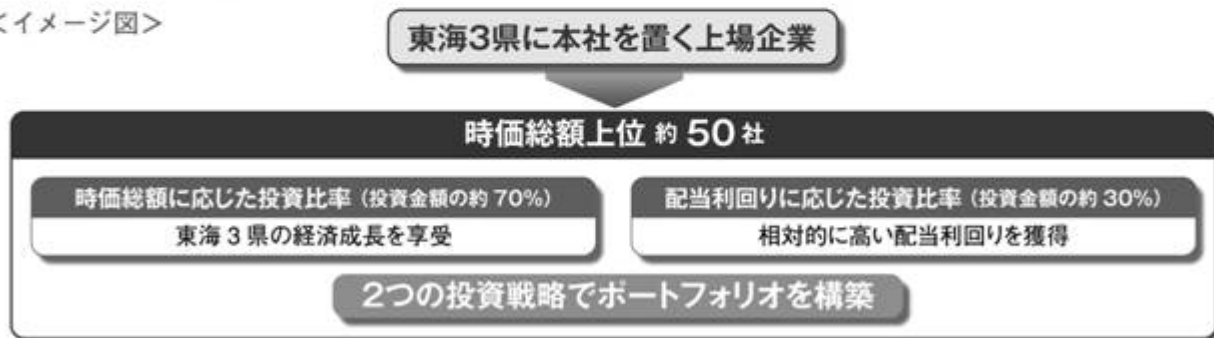 <イメージ図>
東海3県に本社を置く上場企業
時価総額上位 約 50 社
時価総額に応じた投資比率（投資金額の約 70%）
東海 3 県の経済成長を享受
配当利回りに応じた投資比率（投資金額の約 30%）
相対的に高い配当利回りを獲得
2つの投資戦略でポートフォリオを構築